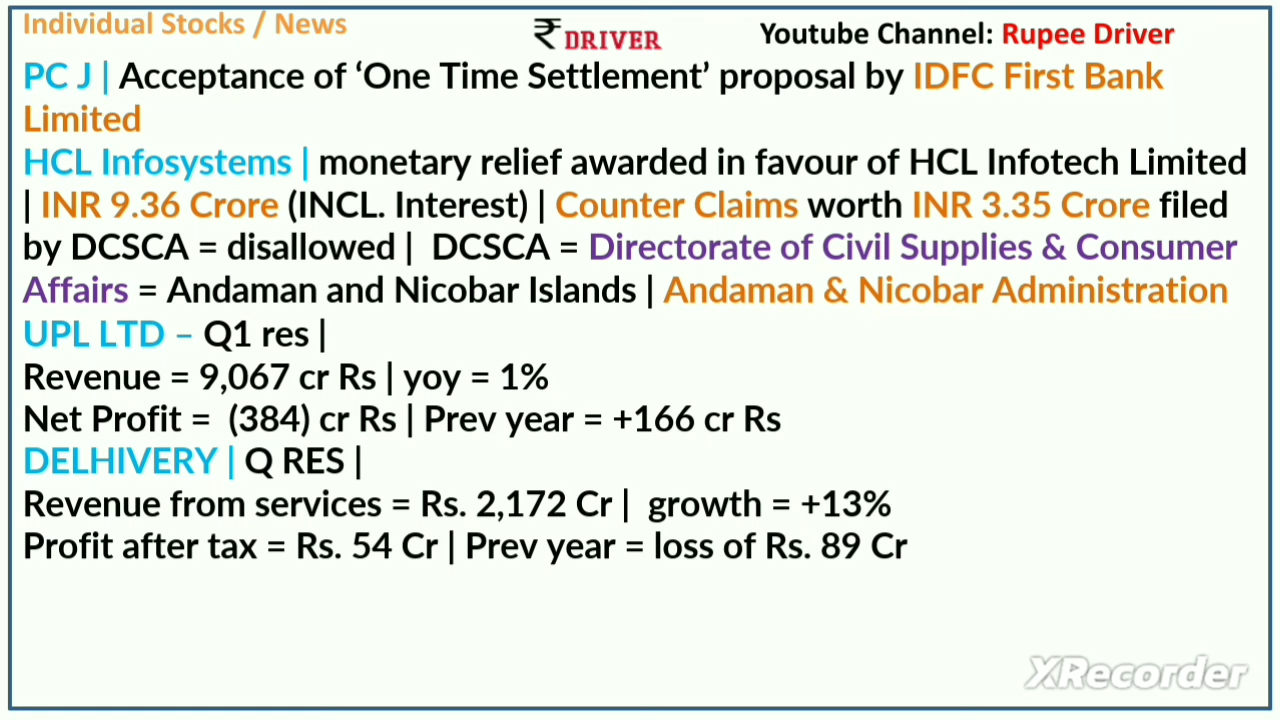 Individual Stocks / News
₹ DRIVER
Youtube Channel: Rupee Driver
PC J | Acceptance of ‘One Time Settlement’ proposal by IDFC First Bank
Limited
HCL Infosystems | monetary relief awarded in favour of HCL Infotech Limited
| INR 9.36 Crore (INCL. Interest) | Counter Claims worth INR 3.35 Crore filed
by DCSCA = disallowed | DCSCA = Directorate of Civil Supplies & Consumer
Affairs = Andaman and Nicobar Islands | Andaman & Nicobar Administration
UPL LTD – Q1 res |
Revenue = 9,067 cr Rs | yoy = 1%
Net Profit = (384) cr Rs | Prev year = +166 cr Rs
DELHIVERY | Q RES |
Revenue from services = Rs. 2,172 Cr | growth = +13%
Profit after tax = Rs. 54 Cr | Prev year = loss of Rs. 89 Cr
XRecorder